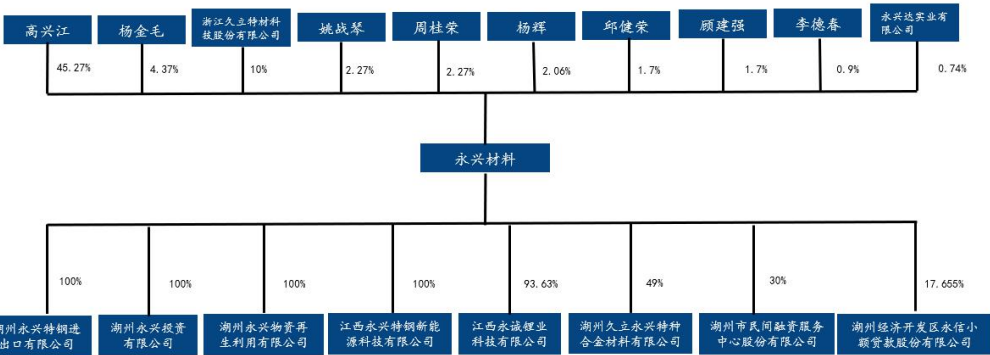 高兴江
杨金毛
浙江久立特材料
技股份有限公司
姚战琴
周桂荣
杨辉
邱健荣
顾建强
李德春
永兴达实业有
限公司
45.27%
4.37%
10%
2.27%
2.27%
2.06%
1.7%
1.7%
0.9%
0.74%
永兴材料
100%
100%
100%
100%
93.63%
49%
30%
17.655%
湖州永兴特钢进
出口有限公司
湖州永兴投资
有限公司
湖州永兴物资再
生利用有限公司
江西永兴特钢新能
源科技有限公司
江西永诚锂业
科技有限公司
湖州久立永兴特种
合金材料有限公司
湖州市民间融资服务
中心股份有限公司
湖州经济开发区永信小
额贷款股份有限公司